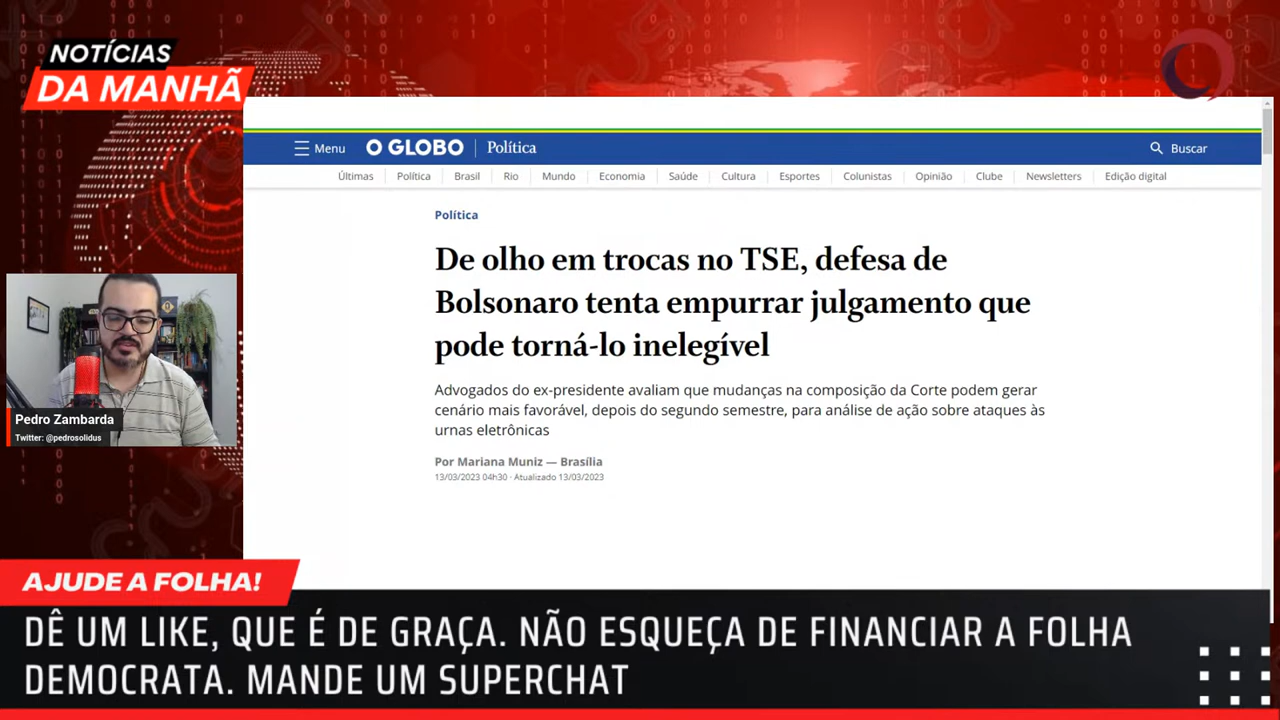 NOTÍCIAS
DA MANHÃ
Menu
O GLOBO
Política
Buscar
Últimas
Política
Brasil
Rio
Mundo
Economia
Saúde
Cultura
Esportes
Colunistas
Opinião
Clube
Newsletters
Edição digital
Política
De olho em trocas no TSE, defesa de
Bolsonaro tenta empurrar julgamento que
pode torná-lo inelegível
Advogados do ex-presidente avaliam que mudanças na composição da Corte podem gerar
cenário mais favorável, depois do segundo semestre, para análise de ação sobre ataques às
urnas eletrônicas
Por Mariana Muniz — Brasília
13/03/2023 04h30 · Atualizado 13/03/2023
Pedro Zambarda
Twitter: @pedrosolidus
AJUDE A FOLHA!
DÊ UM LIKE, QUE É DE GRAÇA. NÃO ESQUEÇA DE FINANCIAR A FOLHA
DEMOCRATA. MANDE UM SUPERCHAT